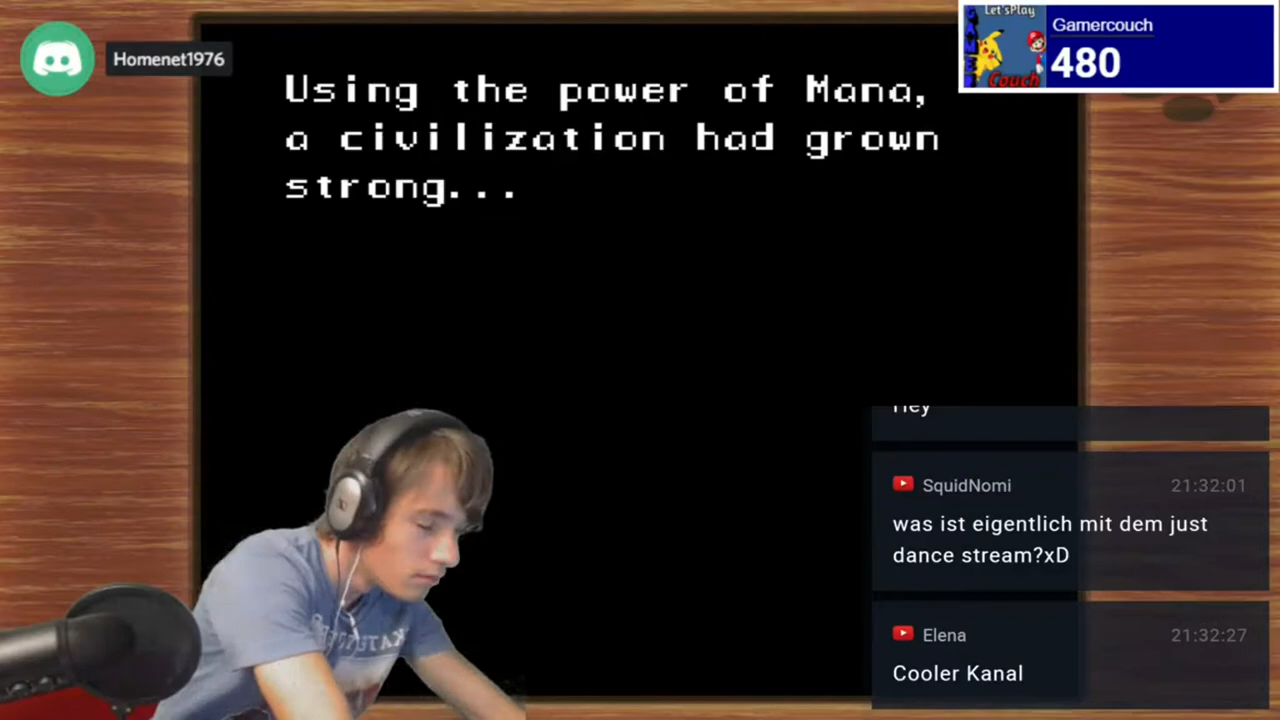 Homenet1976
Using the power of Mana,
a civilization had grown
strong...
Let'sPlay
Couch
Gamercouch
480
Hey
SquidNomi 21:32:01
was ist eigentlich mit dem just
dance stream?xD
Elena 21:32:27
Cooler Kanal